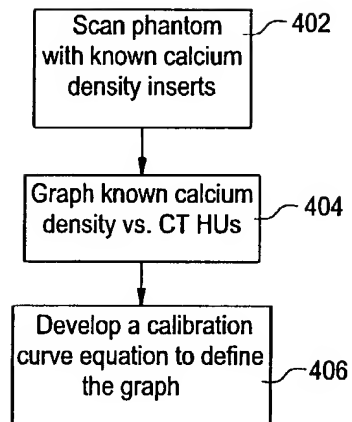 Scan phantom
with known calcium
density inserts
402
Graph known calcium
density vs. CT HUs
404
Develop a calibration
curve equation to define
the graph
406